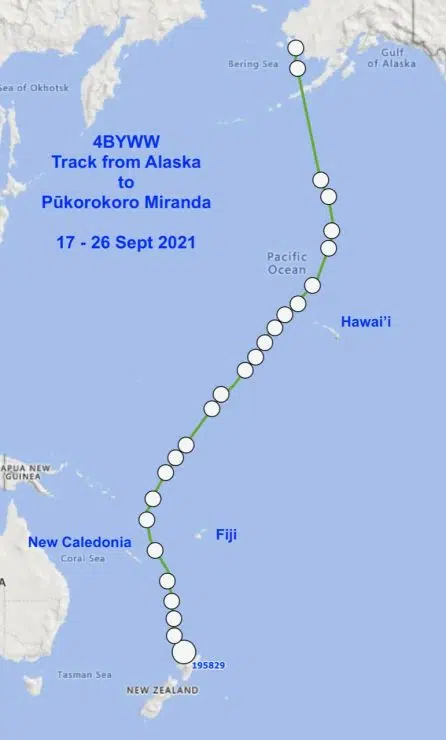 Bering Sea
Gulf
of Alaska
Sea of Okhotsk
4BYWW
Track from Alaska
to
Pūkorokoro Miranda
17 - 26 Sept 2021
Pacific
Ocean
Hawai’i
APUA NEW
GUINEA
New Caledonia
Coral Sea
Fiji
A
195829
Tasman Sea
NEW ZEALAND